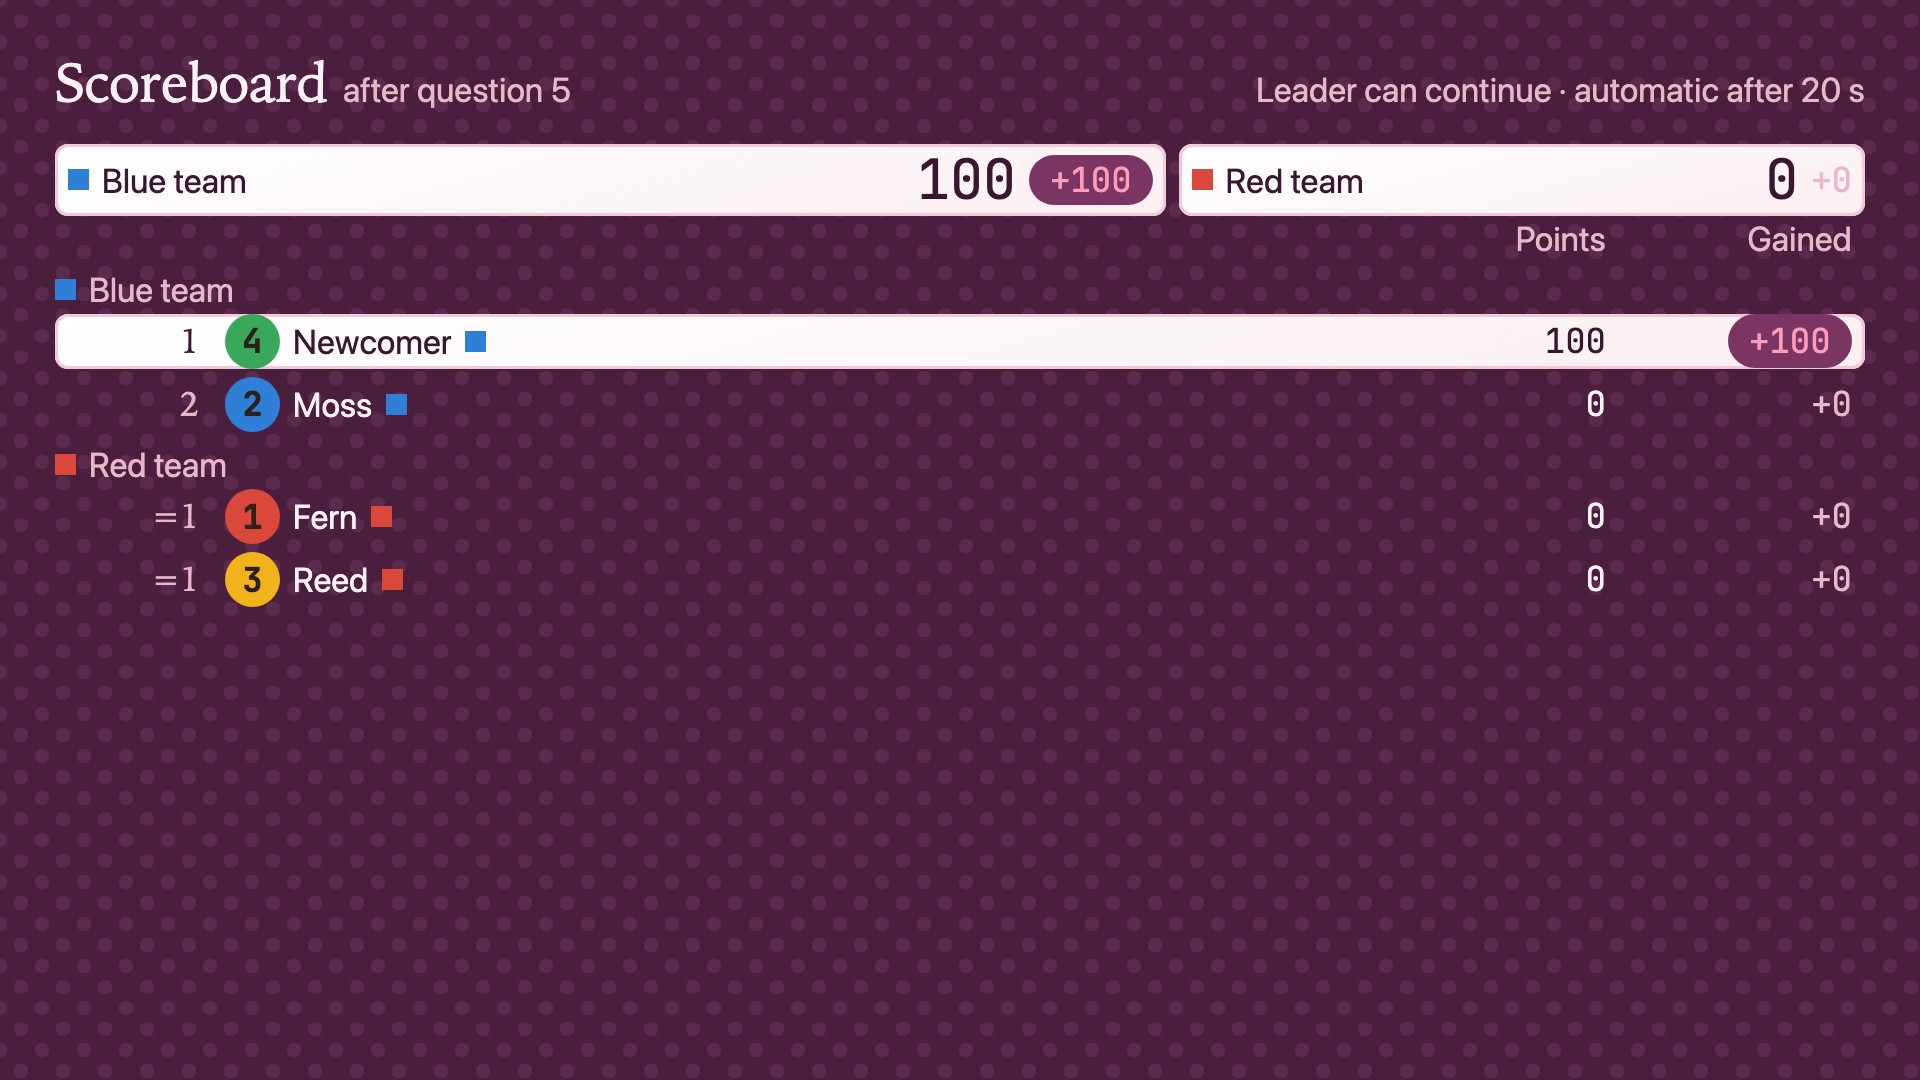 Scoreboard after question 5
Leader can continue · automatic after 20 s
Blue team 100 +100
Red team 0 +0
Points Gained
Blue team
1 4 Newcomer 100 +100
2 2 Moss 0 +0
Red team
=1 1 Fern 0 +0
=1 3 Reed 0 +0